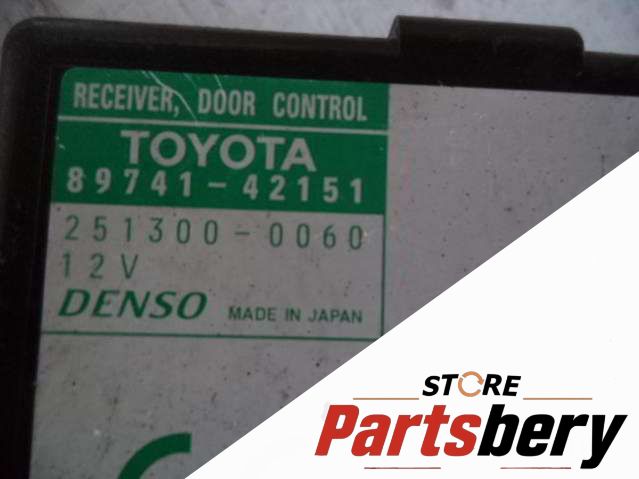 RECEIVER, DOOR CONTROL
TOYOTA
89741-42151
251300-0060
12V
DENSO MADE IN JAPAN
STORE
Partsbery